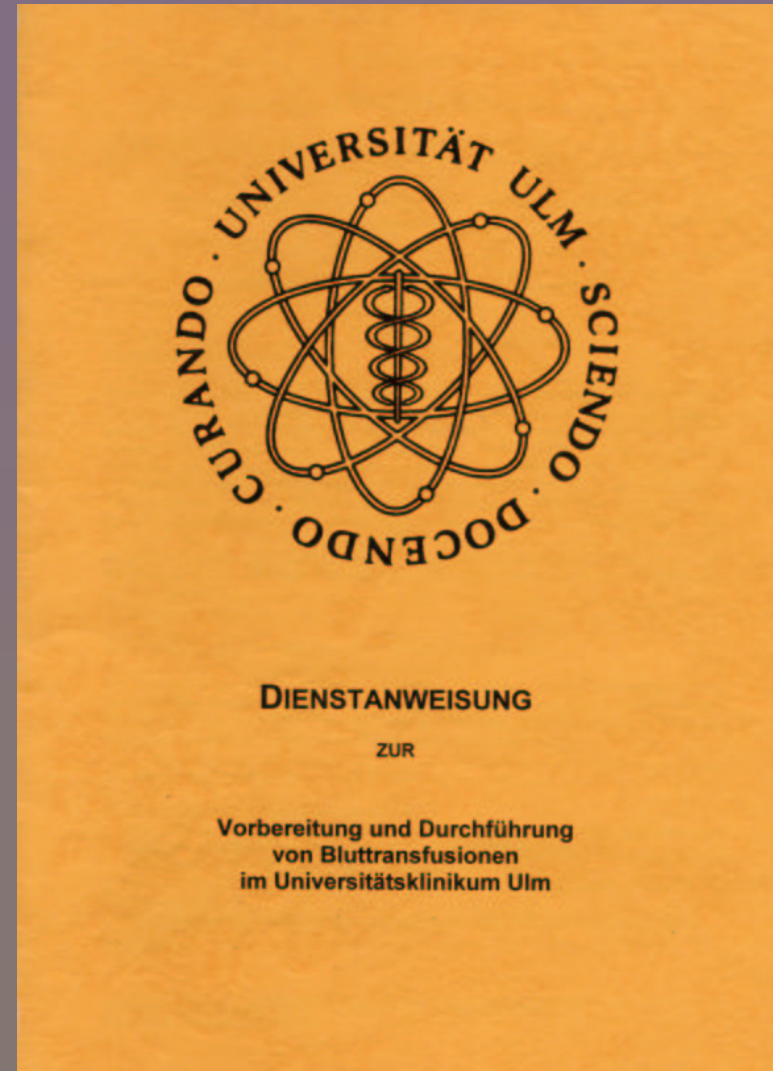 UNIVERSITÄT ULM · SCIENDO · DOCENDO · CURANDO ·
DIENSTANWEISUNG
ZUR
Vorbereitung und Durchführung
von Bluttransfusionen
im Universitätsklinikum Ulm